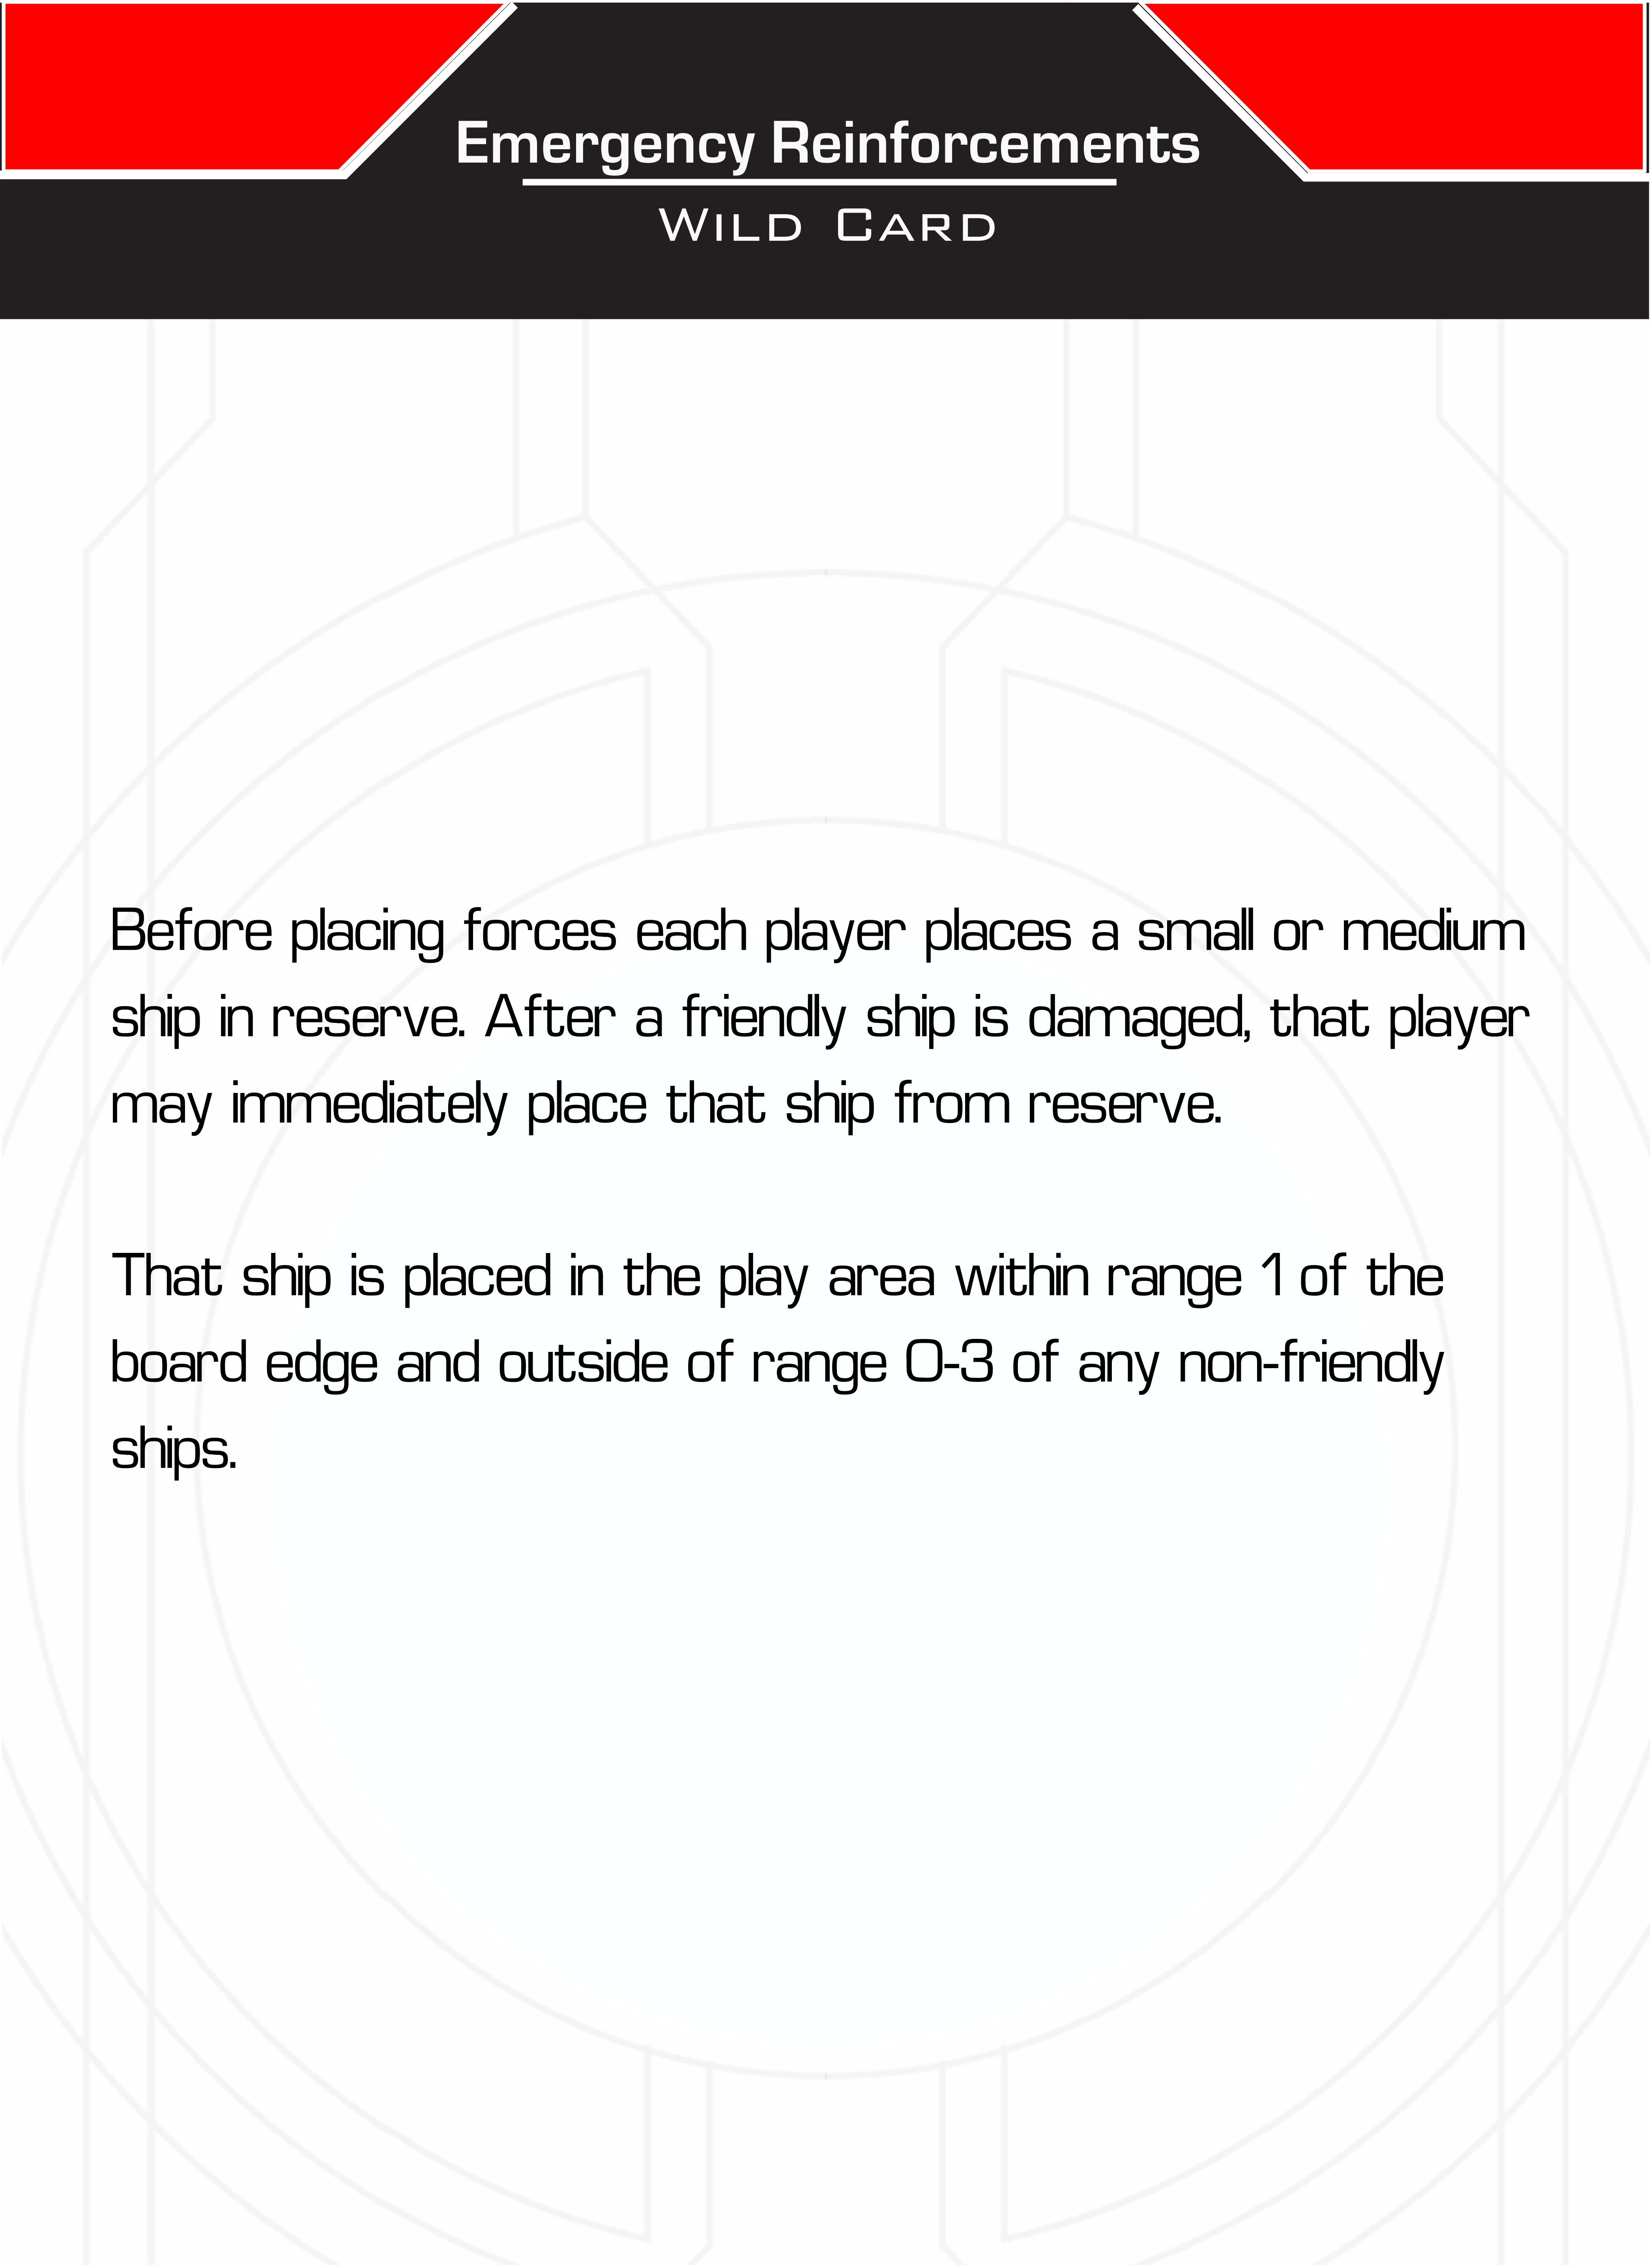 Emergency Reinforcements
Wild Card
Before placing forces each player places a small or medium
ship in reserve. After a friendly ship is damaged, that player
may immediately place that ship from reserve.
That ship is placed in the play area within range 1 of the
board edge and outside of range 0-3 of any non-friendly
ships.